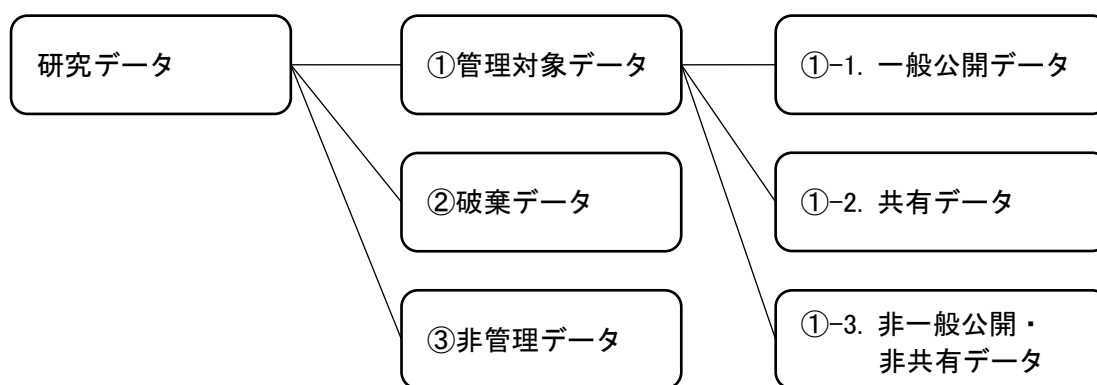 研究データ
①管理対象データ
①-1. 一般公開データ
②破棄データ
①-2. 共有データ
③非管理データ
①-3. 非一般公開・
非共有データ